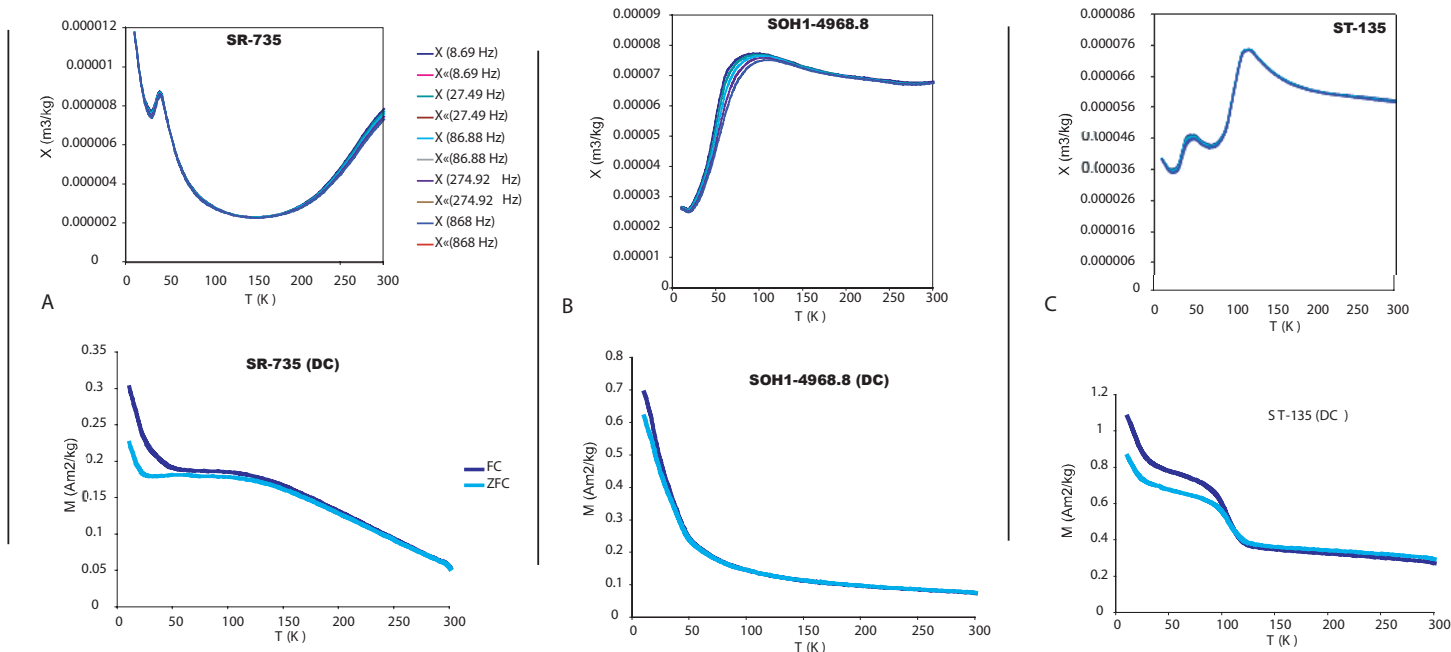 SR-735
0.000012
0.00001
0.000008
0.000006
0.000004
0.000002
0
X (m3/kg)
0 50 100 150 200 250 300
T (K )
A
X (8.69 Hz)
X«(8.69 Hz)
X (27.49 Hz)
X«(27.49 Hz)
X (86.88 Hz)
X«(86.88 Hz)
X (274.92 Hz)
X«(274.92 Hz)
X (868 Hz)
X«(868 Hz)
SOH1-4968.8
0.00009
0.00008
0.00007
0.00006
0.00005
0.00004
0.00003
0.00002
0.00001
0
X (m3/kg)
0 50 100 150 200 250 300
T (K )
B
ST-135
0.000086
0.000076
0.000066
0.000056
0.000046
0.000036
0.000026
0.000016
0.000006
0
X (m3/kg)
0 50 100 150 200 250 300
T (K )
C
SR-735 (DC)
0.35
0.3
0.25
0.2
0.15
0.1
0.05
0
M (Am2/kg)
0 50 100 150 200 250 300
T (K )
FC
ZFC
SOH1-4968.8 (DC)
0.8
0.7
0.6
0.5
0.4
0.3
0.2
0.1
0
M (Am2/kg)
0 50 100 150 200 250 300
T (K )
ST-135 (DC )
1.2
1
0.8
0.6
0.4
0.2
0
M (Am2/kg)
0 50 100 150 200 250 300
T (K )